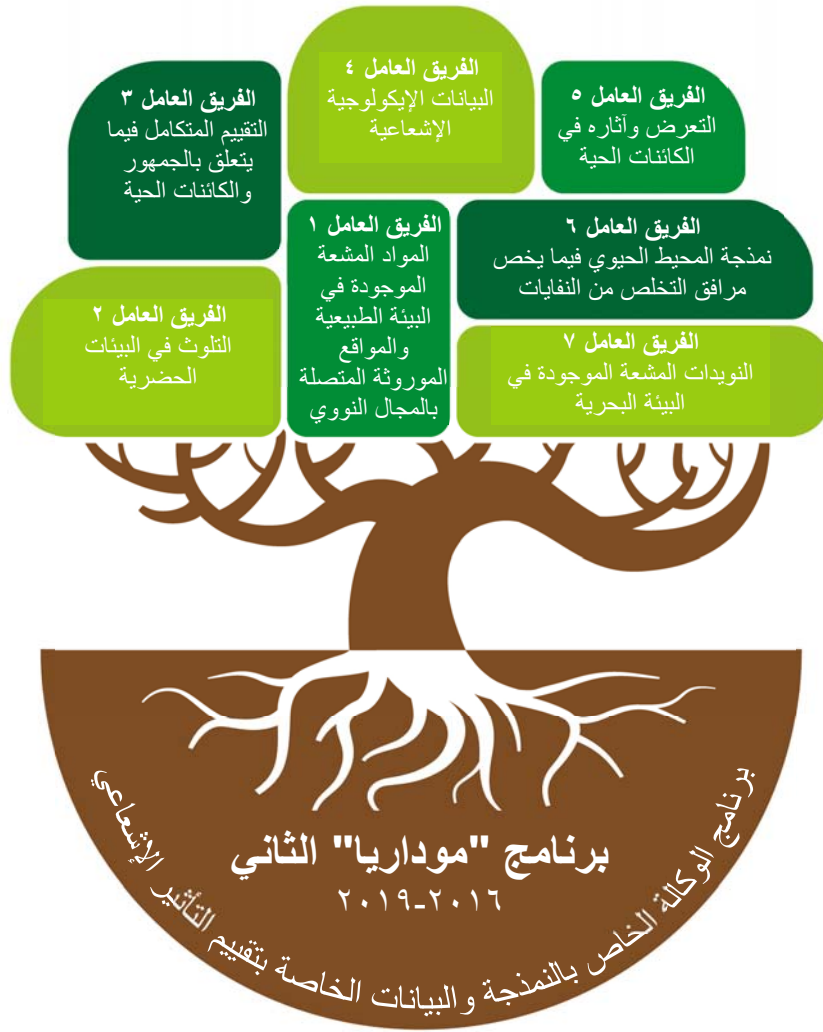 الفريق العامل ٤
البيانات الإيكولوجية
الإشعاعية
الفريق العامل ٥
التعرض وآثاره في
الكائنات الحية
الفريق العامل ٣
التقييم المتكامل فيما
يتعلق بالجمهور
والكائنات الحية
الفريق العامل ٦
نمذجة المحيط الحيوي فيما يخص
مرافق التخلص من النفايات
الفريق العامل ١
المواد المشعة
الموجودة في
البيئة الطبيعية
والمواقع
الموروثة المتصلة
بالمجال النووي
الفريق العامل ٢
التلوث في البيئات
الحضرية
الفريق العامل ٧
النويدات المشعة الموجودة في
البيئة البحرية
برنامج "موداريا" الثاني
٢٠١٦-٢٠١٩
برنامج الوكالة الخاص بالنمذجة والبيانات الخاصة بتقييم التأثير الإشعاعي